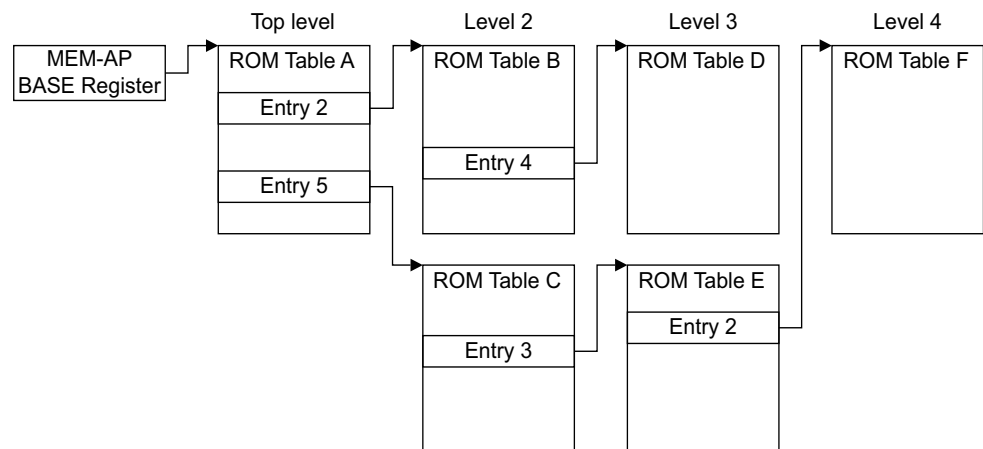 Top level
Level 2
Level 3
Level 4
MEM-AP
BASE Register
ROM Table A
Entry 2
Entry 5
ROM Table B
Entry 4
ROM Table D
ROM Table F
ROM Table C
Entry 3
ROM Table E
Entry 2